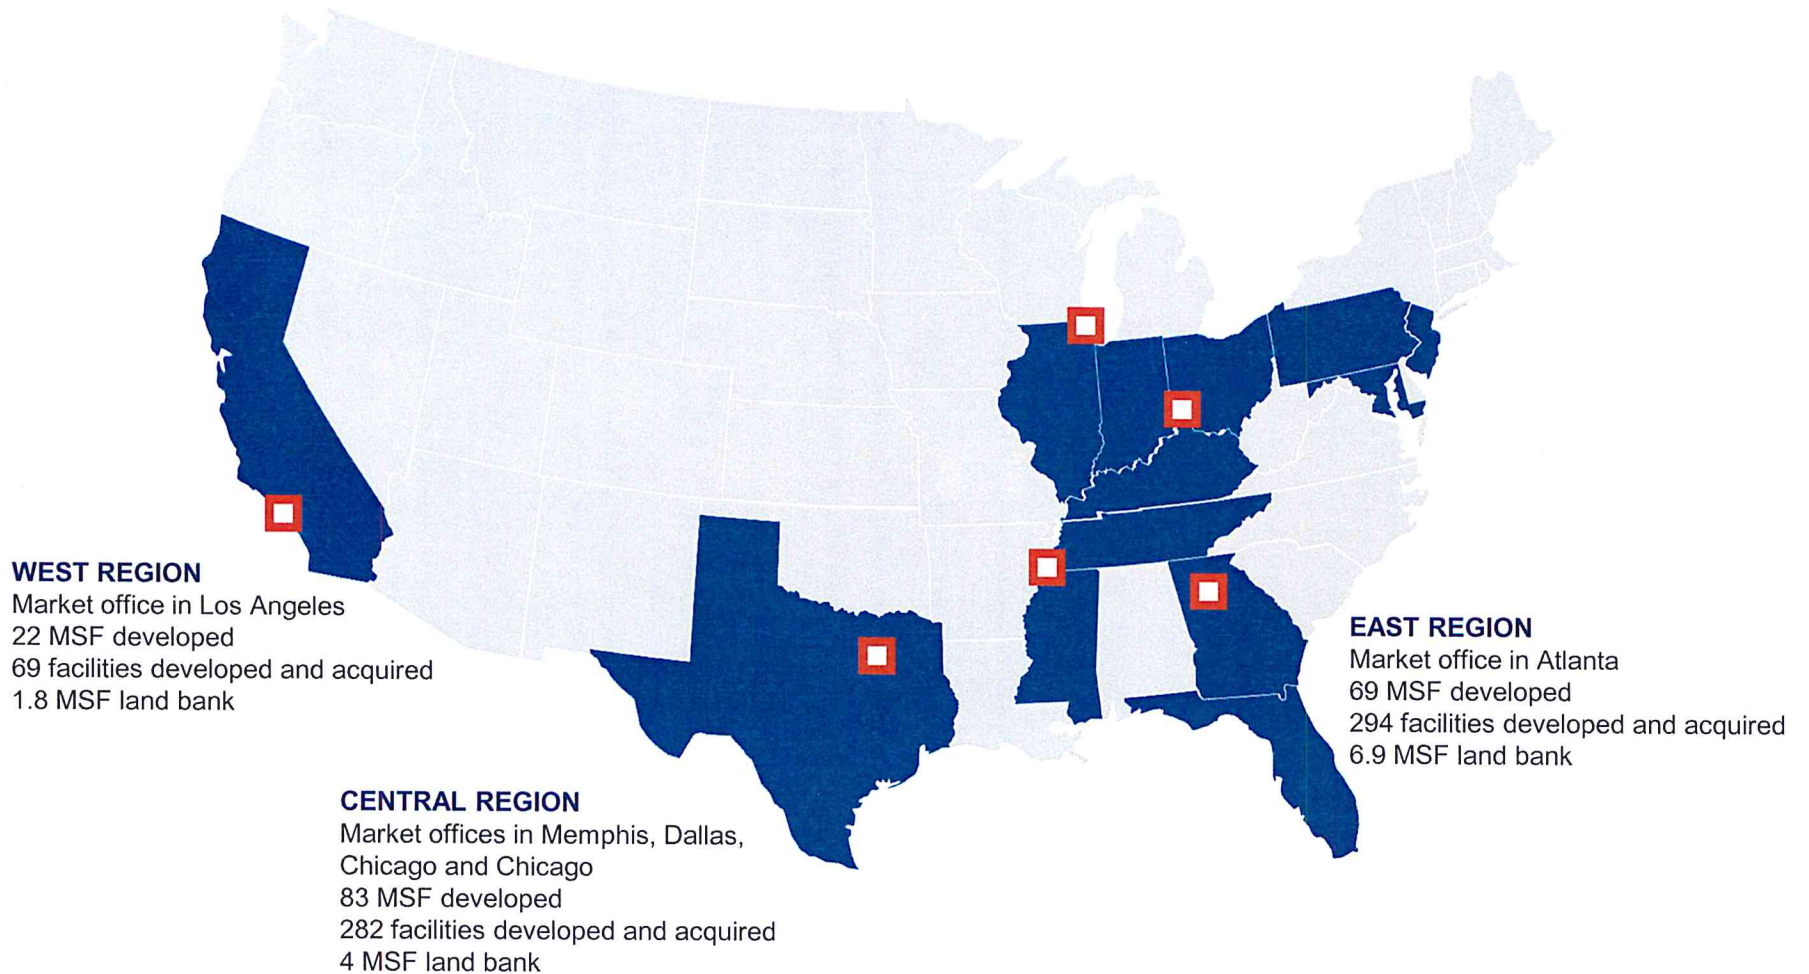 WEST REGION
Market office in Los Angeles
22 MSF developed
69 facilities developed and acquired
1.8 MSF land bank
CENTRAL REGION
Market offices in Memphis, Dallas,
Chicago and Chicago
83 MSF developed
282 facilities developed and acquired
4 MSF land bank
EAST REGION
Market office in Atlanta
69 MSF developed
294 facilities developed and acquired
6.9 MSF land bank